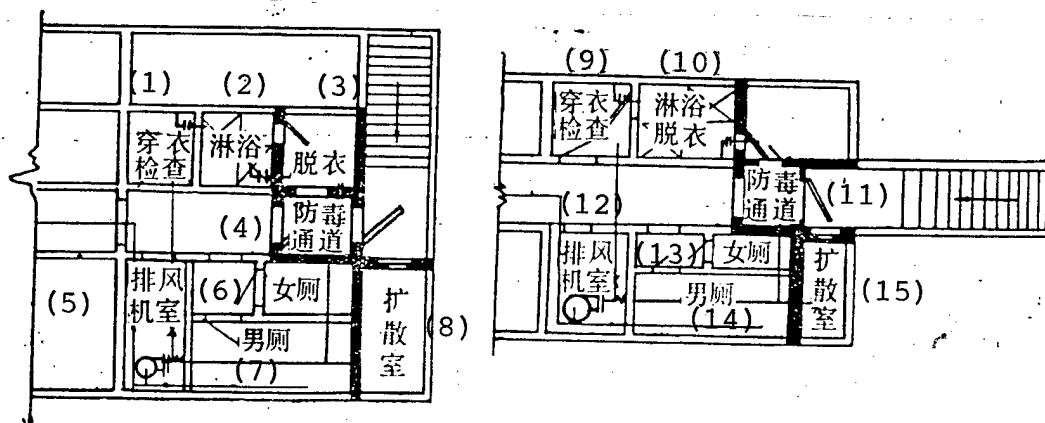 (1)
(2)
(3)
穿衣
检查
淋浴
脱衣
(4)
防毒
通道
(5)
排风
机室
(6)
女厕
男厕
(7)
扩
散
室
(8)
(9)
(10)
穿衣
检查
淋浴
脱衣
防毒
通道
(11)
(12)
排风
机室
(13)
女厕
男厕
(14)
扩
散
室
(15)